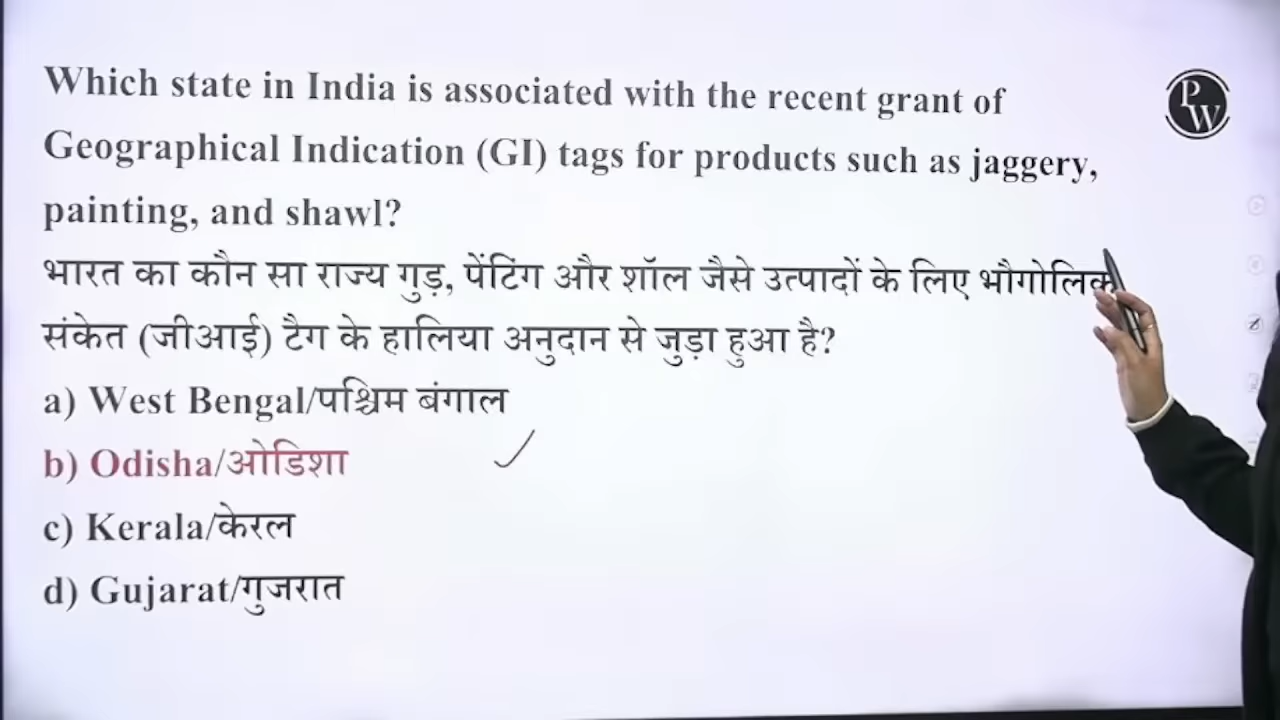 Which state in India is associated with the recent grant of
Geographical Indication (GI) tags for products such as jaggery,
painting, and shawl?
भारत का कौन सा राज्य गुड़, पेंटिंग और शॉल जैसे उत्पादों के लिए भौगोलिक
संकेत (जीआई) टैग के हालिया अनुदान से जुड़ा हुआ है?
a) West Bengal/पश्चिम बंगाल
b) Odisha/ओडिशा
c) Kerala/केरल
d) Gujarat/गुजरात
PW